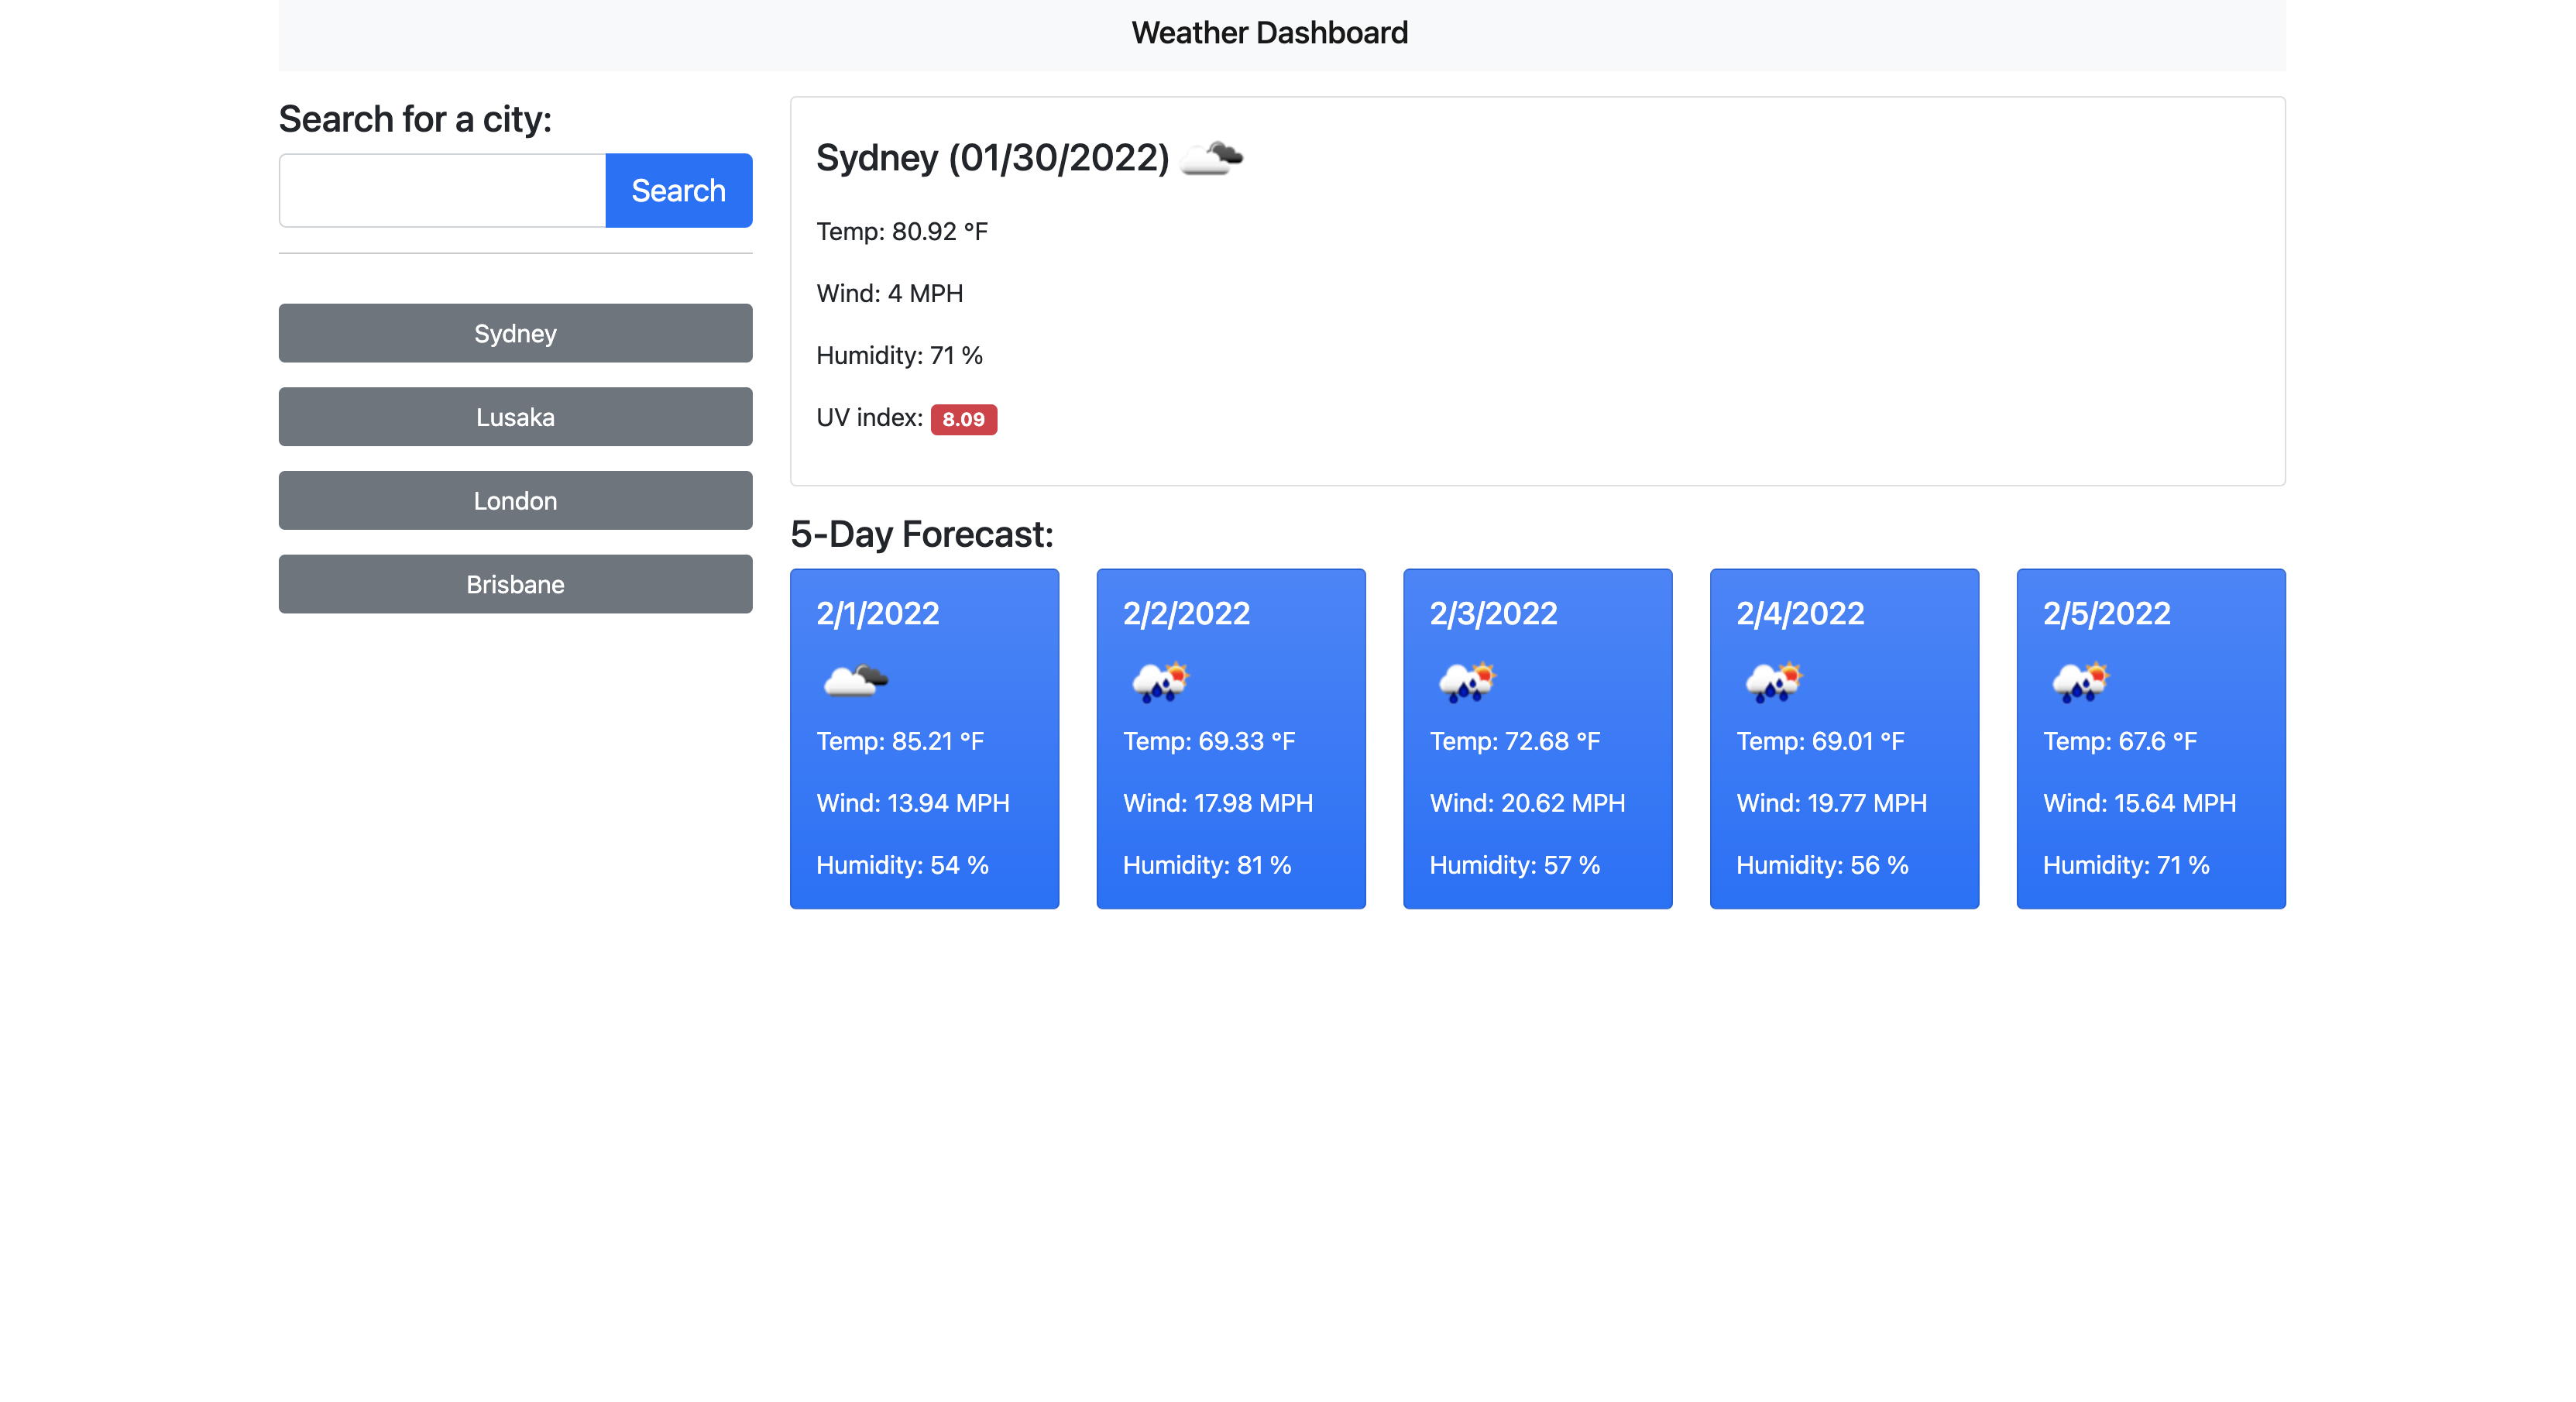 Weather Dashboard
Search for a city:
Search
Sydney
Lusaka
London
Brisbane
Sydney (01/30/2022)
Temp: 80.92 °F
Wind: 4 MPH
Humidity: 71 %
UV index: 8.09
5-Day Forecast:
2/1/2022
Temp: 85.21 °F
Wind: 13.94 MPH
Humidity: 54 %
2/2/2022
Temp: 69.33 °F
Wind: 17.98 MPH
Humidity: 81 %
2/3/2022
Temp: 72.68 °F
Wind: 20.62 MPH
Humidity: 57 %
2/4/2022
Temp: 69.01 °F
Wind: 19.77 MPH
Humidity: 56 %
2/5/2022
Temp: 67.6 °F
Wind: 15.64 MPH
Humidity: 71 %